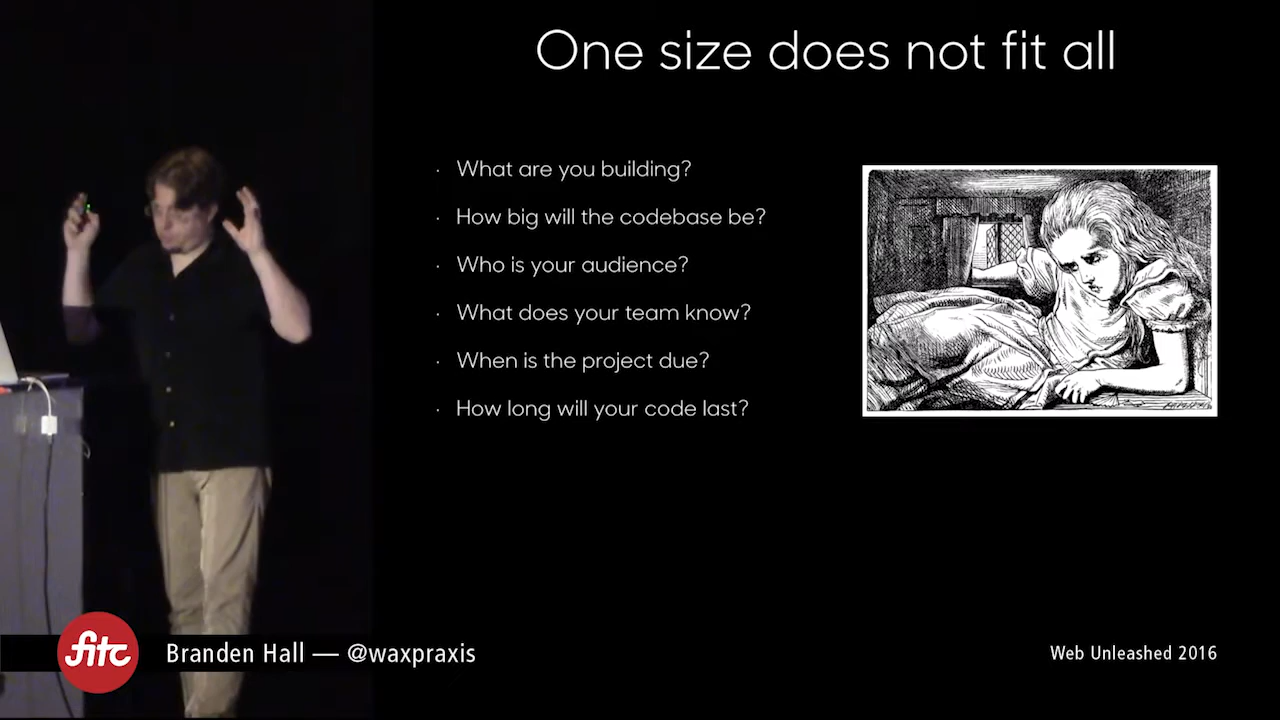 One size does not fit all
· What are you building?
· How big will the codebase be?
· Who is your audience?
· What does your team know?
· When is the project due?
· How long will your code last?
fitc
Branden Hall — @waxpraxis
Web Unleashed 2016